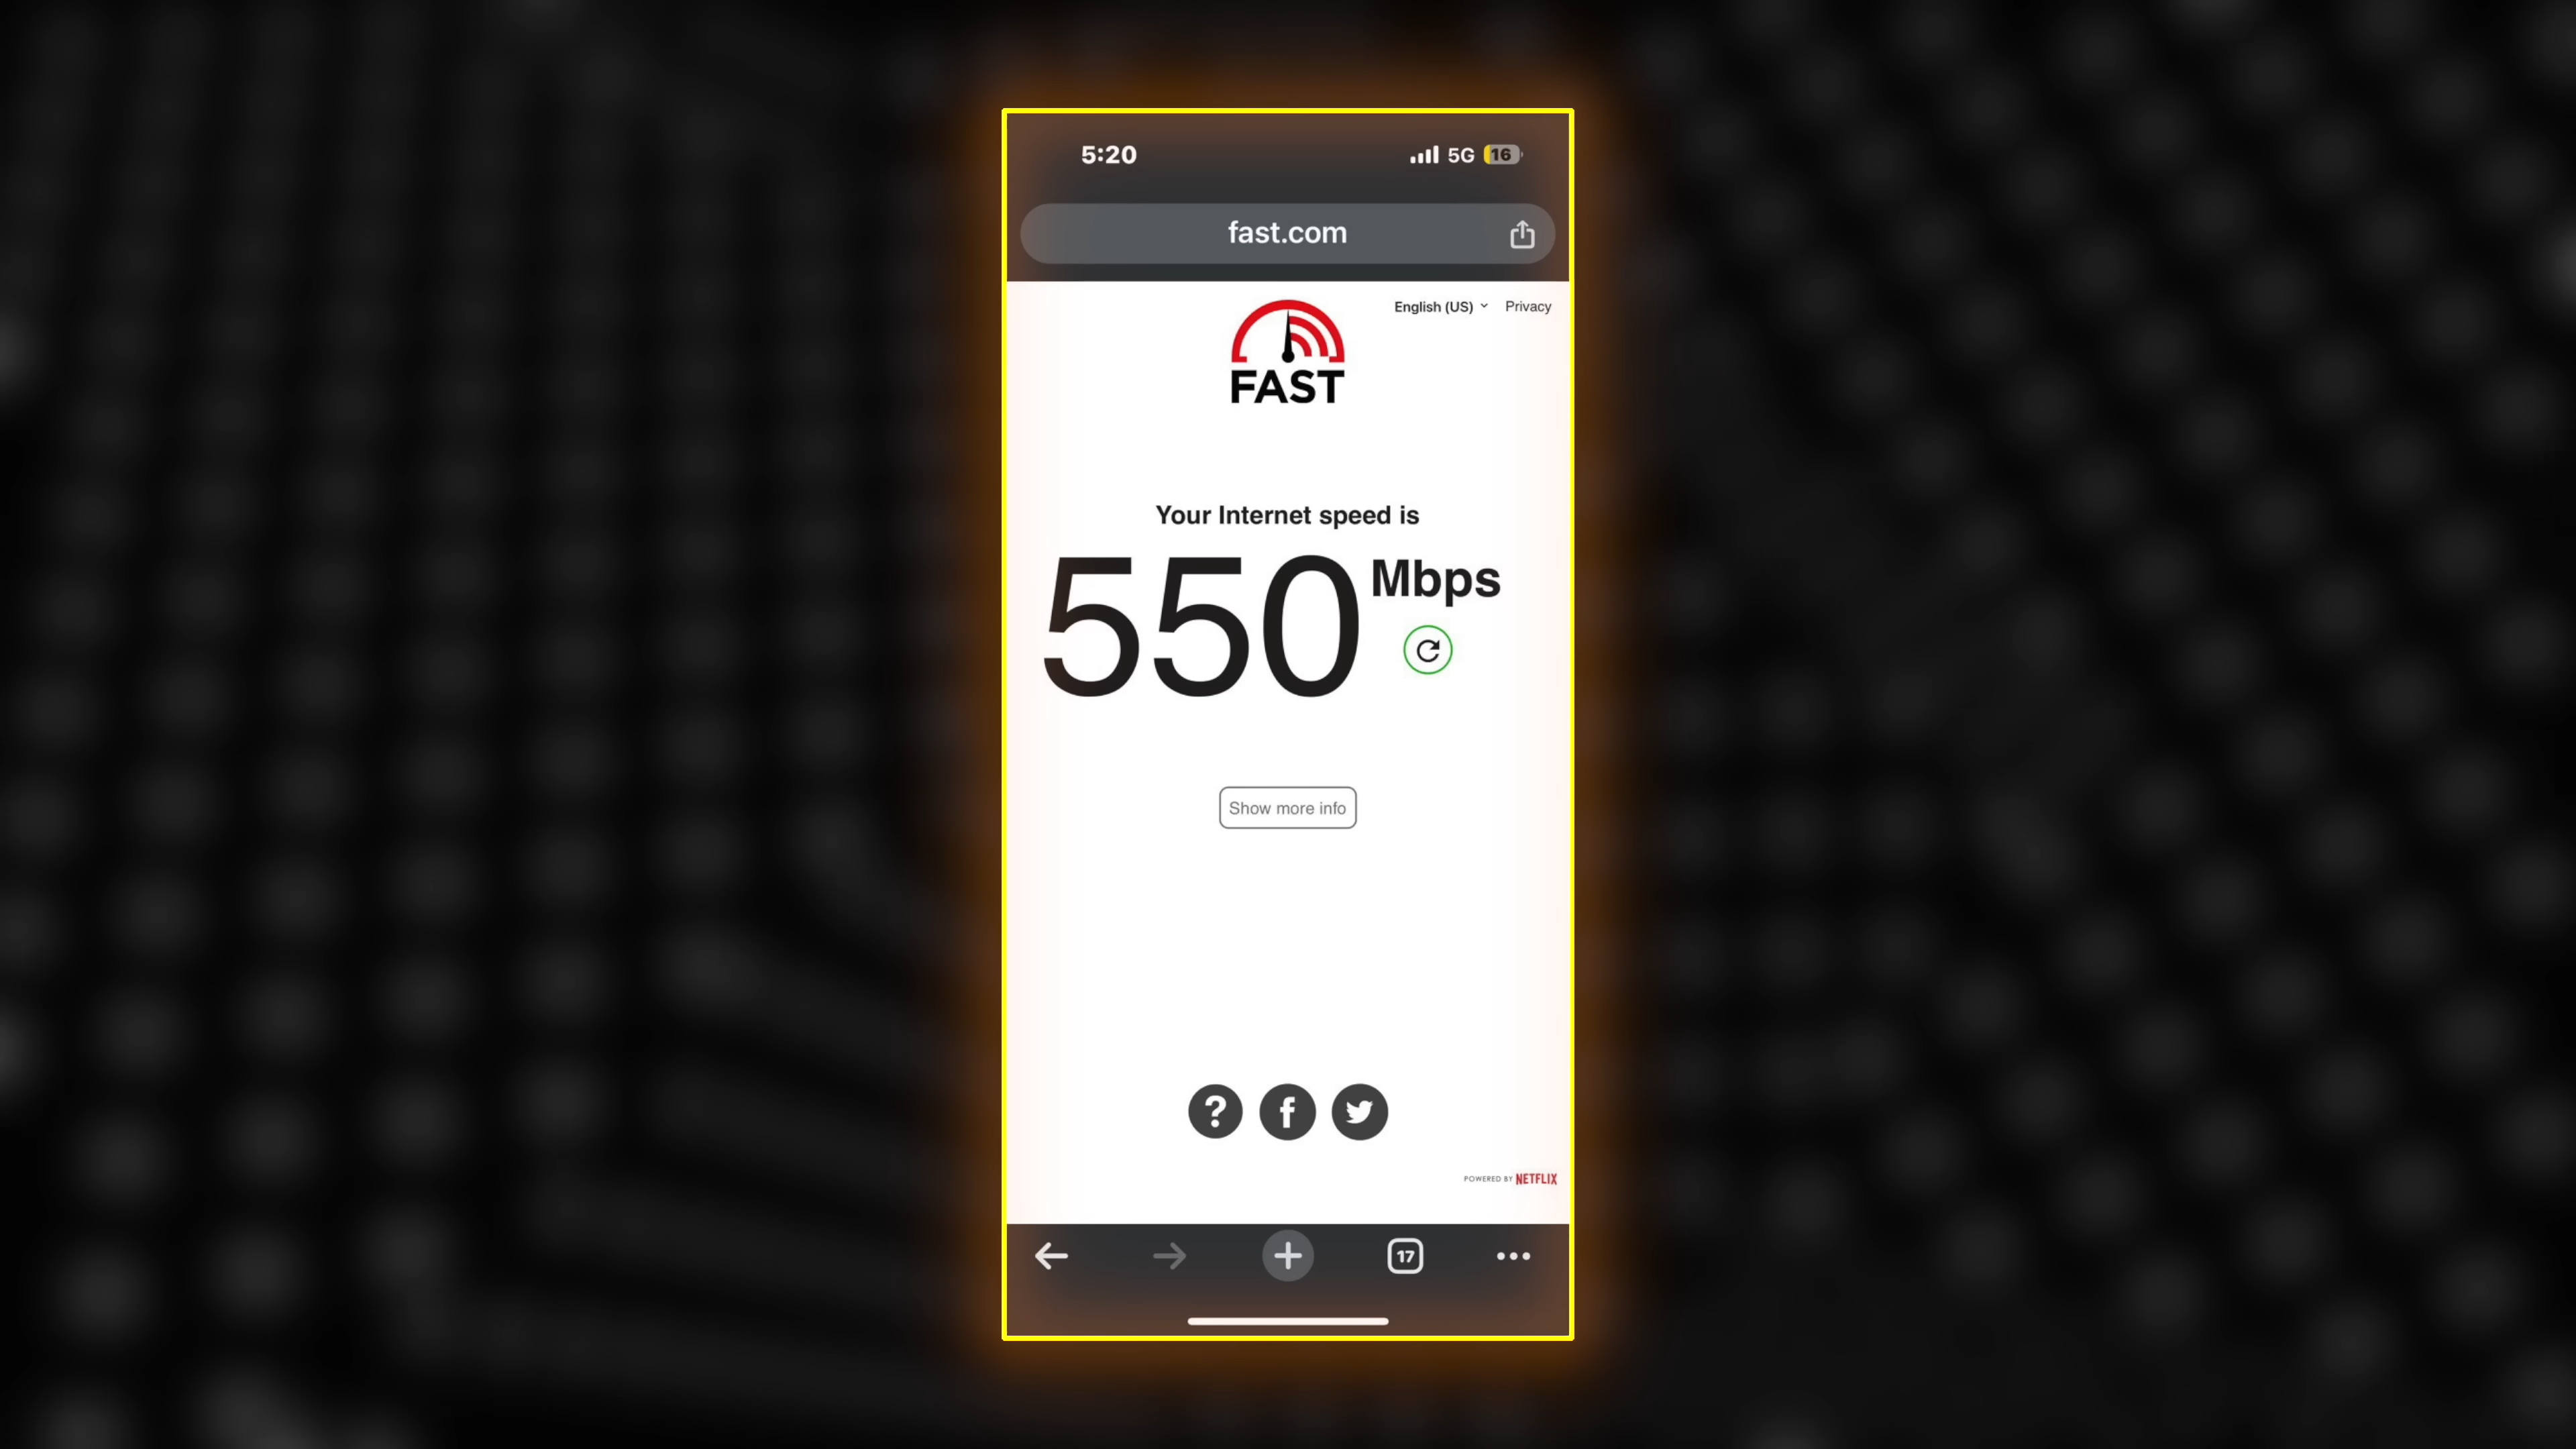 5:20 5G 16
fast.com
English (US) Privacy
FAST
Your Internet speed is
550 Mbps
Show more info
POWERED BY NETFLIX
17